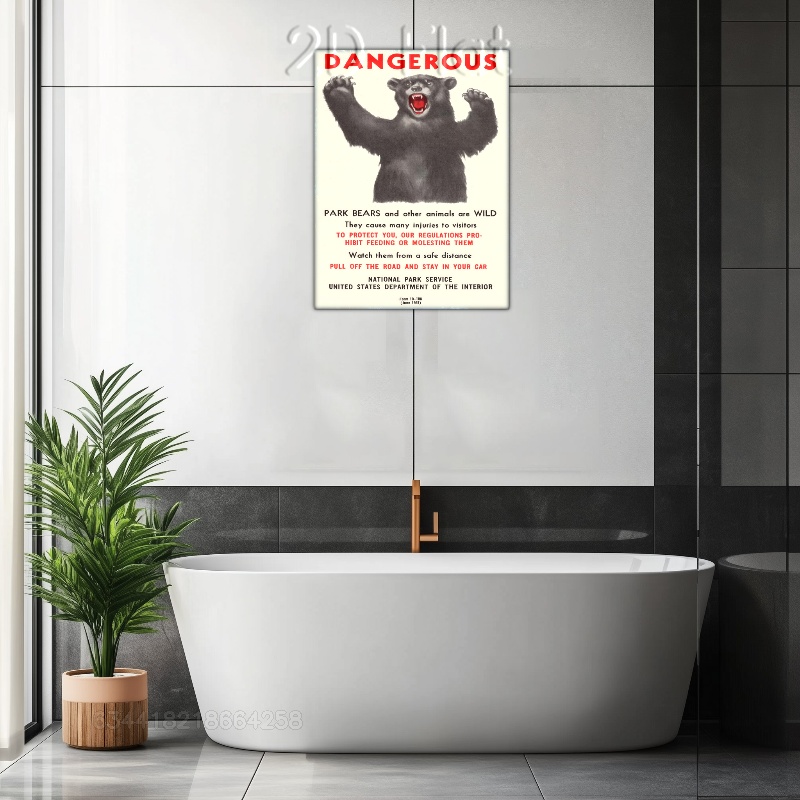 2D Flat
DANGEROUS
PARK BEARS and other animals are WILD
They cause many injuries to visitors
TO PROTECT YOU, OUR REGULATIONS PRO-
HIBIT FEEDING OR MOLESTING THEM
Watch them from a safe distance
PULL OFF THE ROAD AND STAY IN YOUR CAR
NATIONAL PARK SERVICE
UNITED STATES DEPARTMENT OF THE INTERIOR